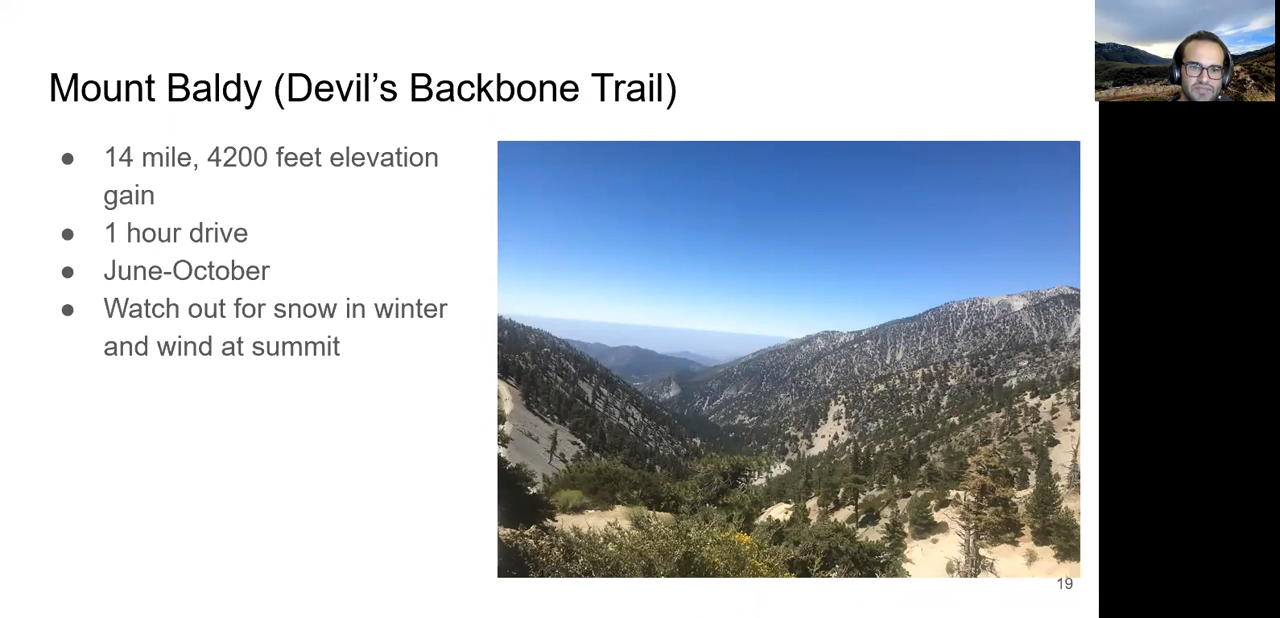 Mount Baldy (Devil’s Backbone Trail)
● 14 mile, 4200 feet elevation
gain
● 1 hour drive
● June-October
● Watch out for snow in winter
and wind at summit
19